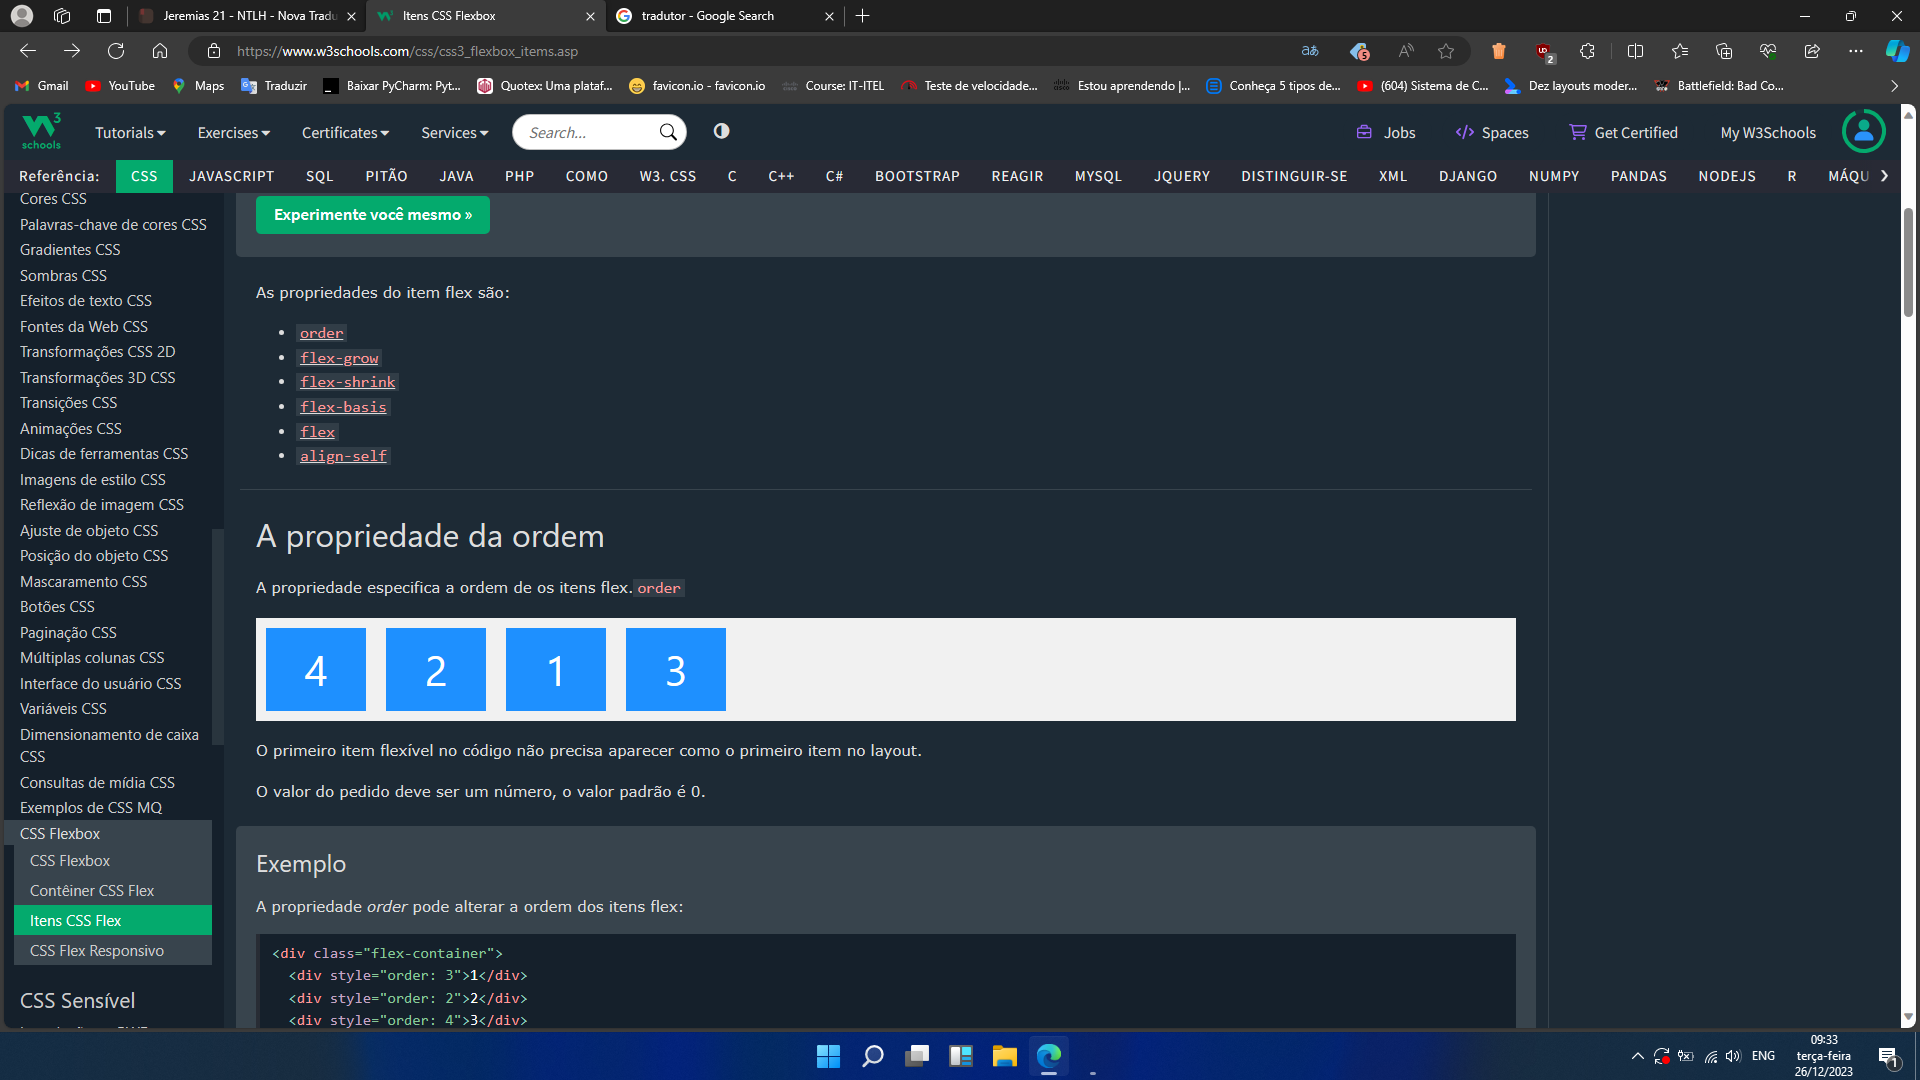 Jeremias 21 - NTLH - Nova Tradu
Itens CSS Flexbox
tradutor - Google Search
https://www.w3schools.com/css/css3_flexbox_items.asp
Gmail
YouTube
Maps
Traduzir
Baixar PyCharm: Pyt...
Quotex: Uma plataf...
favicon.io - favicon.io
Course: IT-ITEL
Teste de velocidade...
Estou aprendendo |...
Conheça 5 tipos de...
(604) Sistema de C...
Dez layouts moder...
Battlefield: Bad Co...
Tutorials
Exercises
Certificates
Services
Search...
Jobs
Spaces
Get Certified
My W3Schools
Referência:
CSS
JAVASCRIPT
SQL
PITÃO
JAVA
PHP
COMO
W3. CSS
C
C++
C#
BOOTSTRAP
REAGIR
MYSQL
JQUERY
DISTINGUIR-SE
XML
DJANGO
NUMPY
PANDAS
NODEJS
R
MÁQU
Cores CSS
Palavras-chave de cores CSS
Gradientes CSS
Sombras CSS
Efeitos de texto CSS
Fontes da Web CSS
Transformações CSS 2D
Transformações 3D CSS
Transições CSS
Animações CSS
Dicas de ferramentas CSS
Imagens de estilo CSS
Reflexão de imagem CSS
Ajuste de objeto CSS
Posição do objeto CSS
Mascaramento CSS
Botões CSS
Paginação CSS
Múltiplas colunas CSS
Interface do usuário CSS
Variáveis CSS
Dimensionamento de caixa
CSS
Consultas de mídia CSS
Exemplos de CSS MQ
CSS Flexbox
CSS Flexbox
Contêiner CSS Flex
Itens CSS Flex
CSS Flex Responsivo
CSS Sensível
Experimente você mesmo »
As propriedades do item flex são:
order
flex-grow
flex-shrink
flex-basis
flex
align-self
A propriedade da ordem
A propriedade especifica a ordem de os itens flex. order
4 2 1 3
O primeiro item flexível no código não precisa aparecer como o primeiro item no layout.
O valor do pedido deve ser um número, o valor padrão é 0.
Exemplo
A propriedade order pode alterar a ordem dos itens flex:
<div class="flex-container">
<div style="order: 3">1</div>
<div style="order: 2">2</div>
<div style="order: 4">3</div>
ENG
09:33
terça-feira
26/12/2023